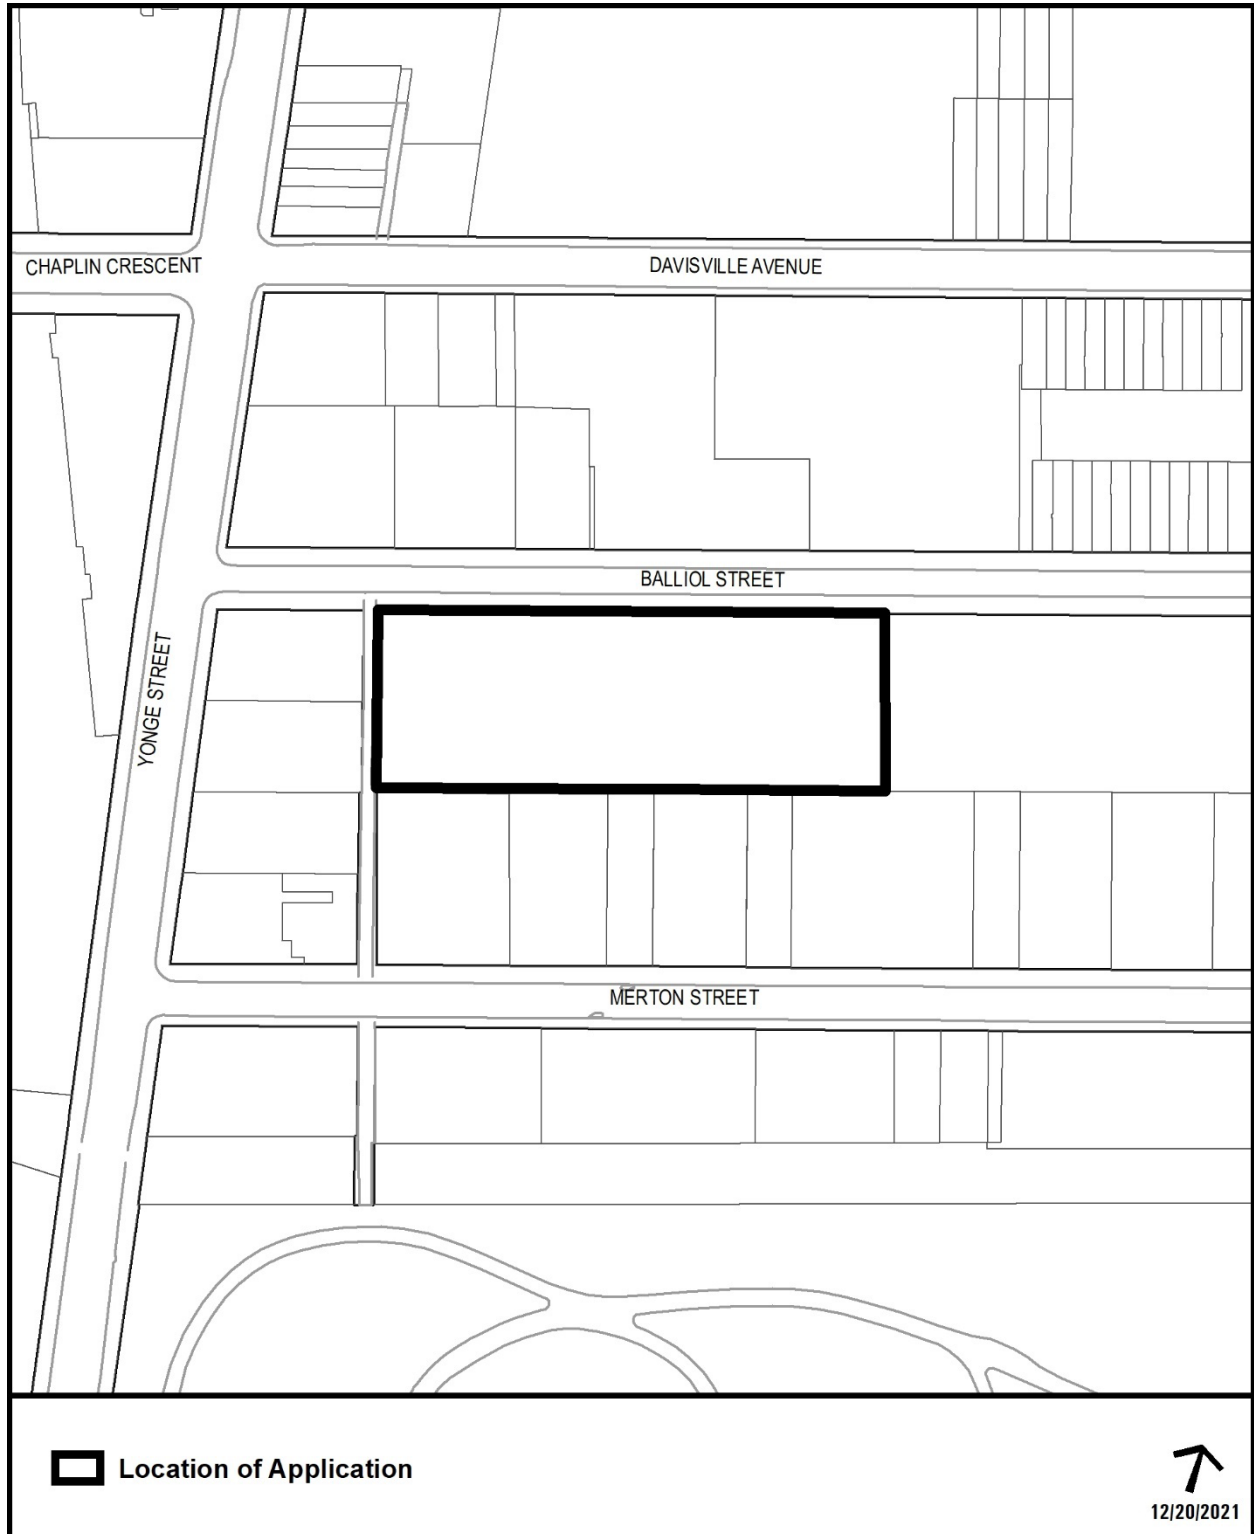 CHAPLIN CRESCENT
DAVISVILLE AVENUE
BALLIOL STREET
YONGE STREET
MERTON STREET
Location of Application
12/20/2021